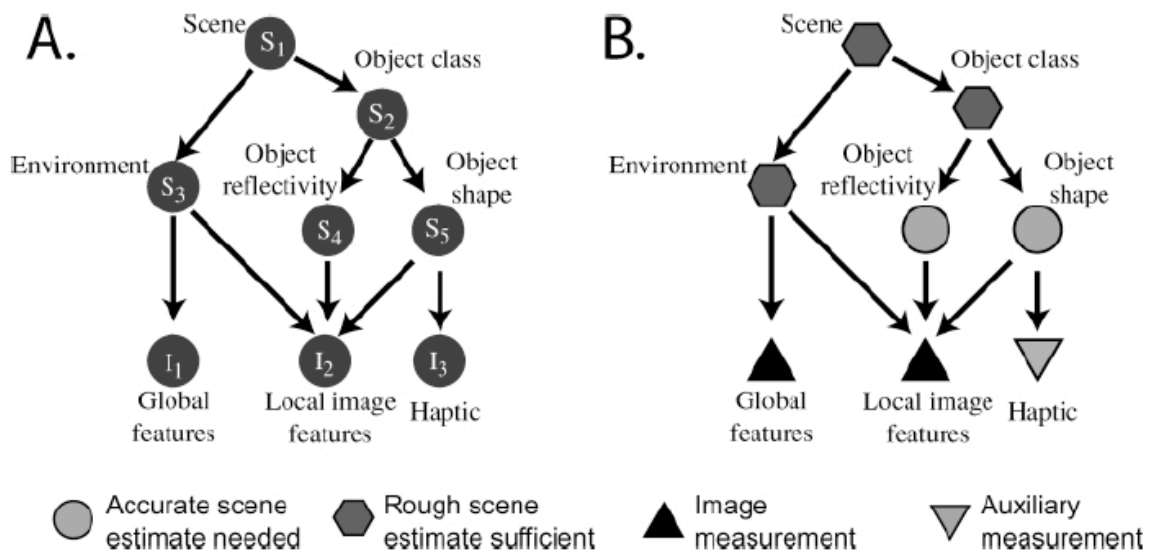 A.
Scene
S1
Object class
S2
Environment
S3
Object
reflectivity
S4
Object
shape
S5
I1
I2
I3
Global
features
Local image
features
Haptic
B.
Scene
Object class
Environment
Object
reflectivity
Object
shape
Global
features
Local image
features
Haptic
Accurate scene
estimate needed
Rough scene
estimate sufficient
Image
measurement
Auxiliary
measurement